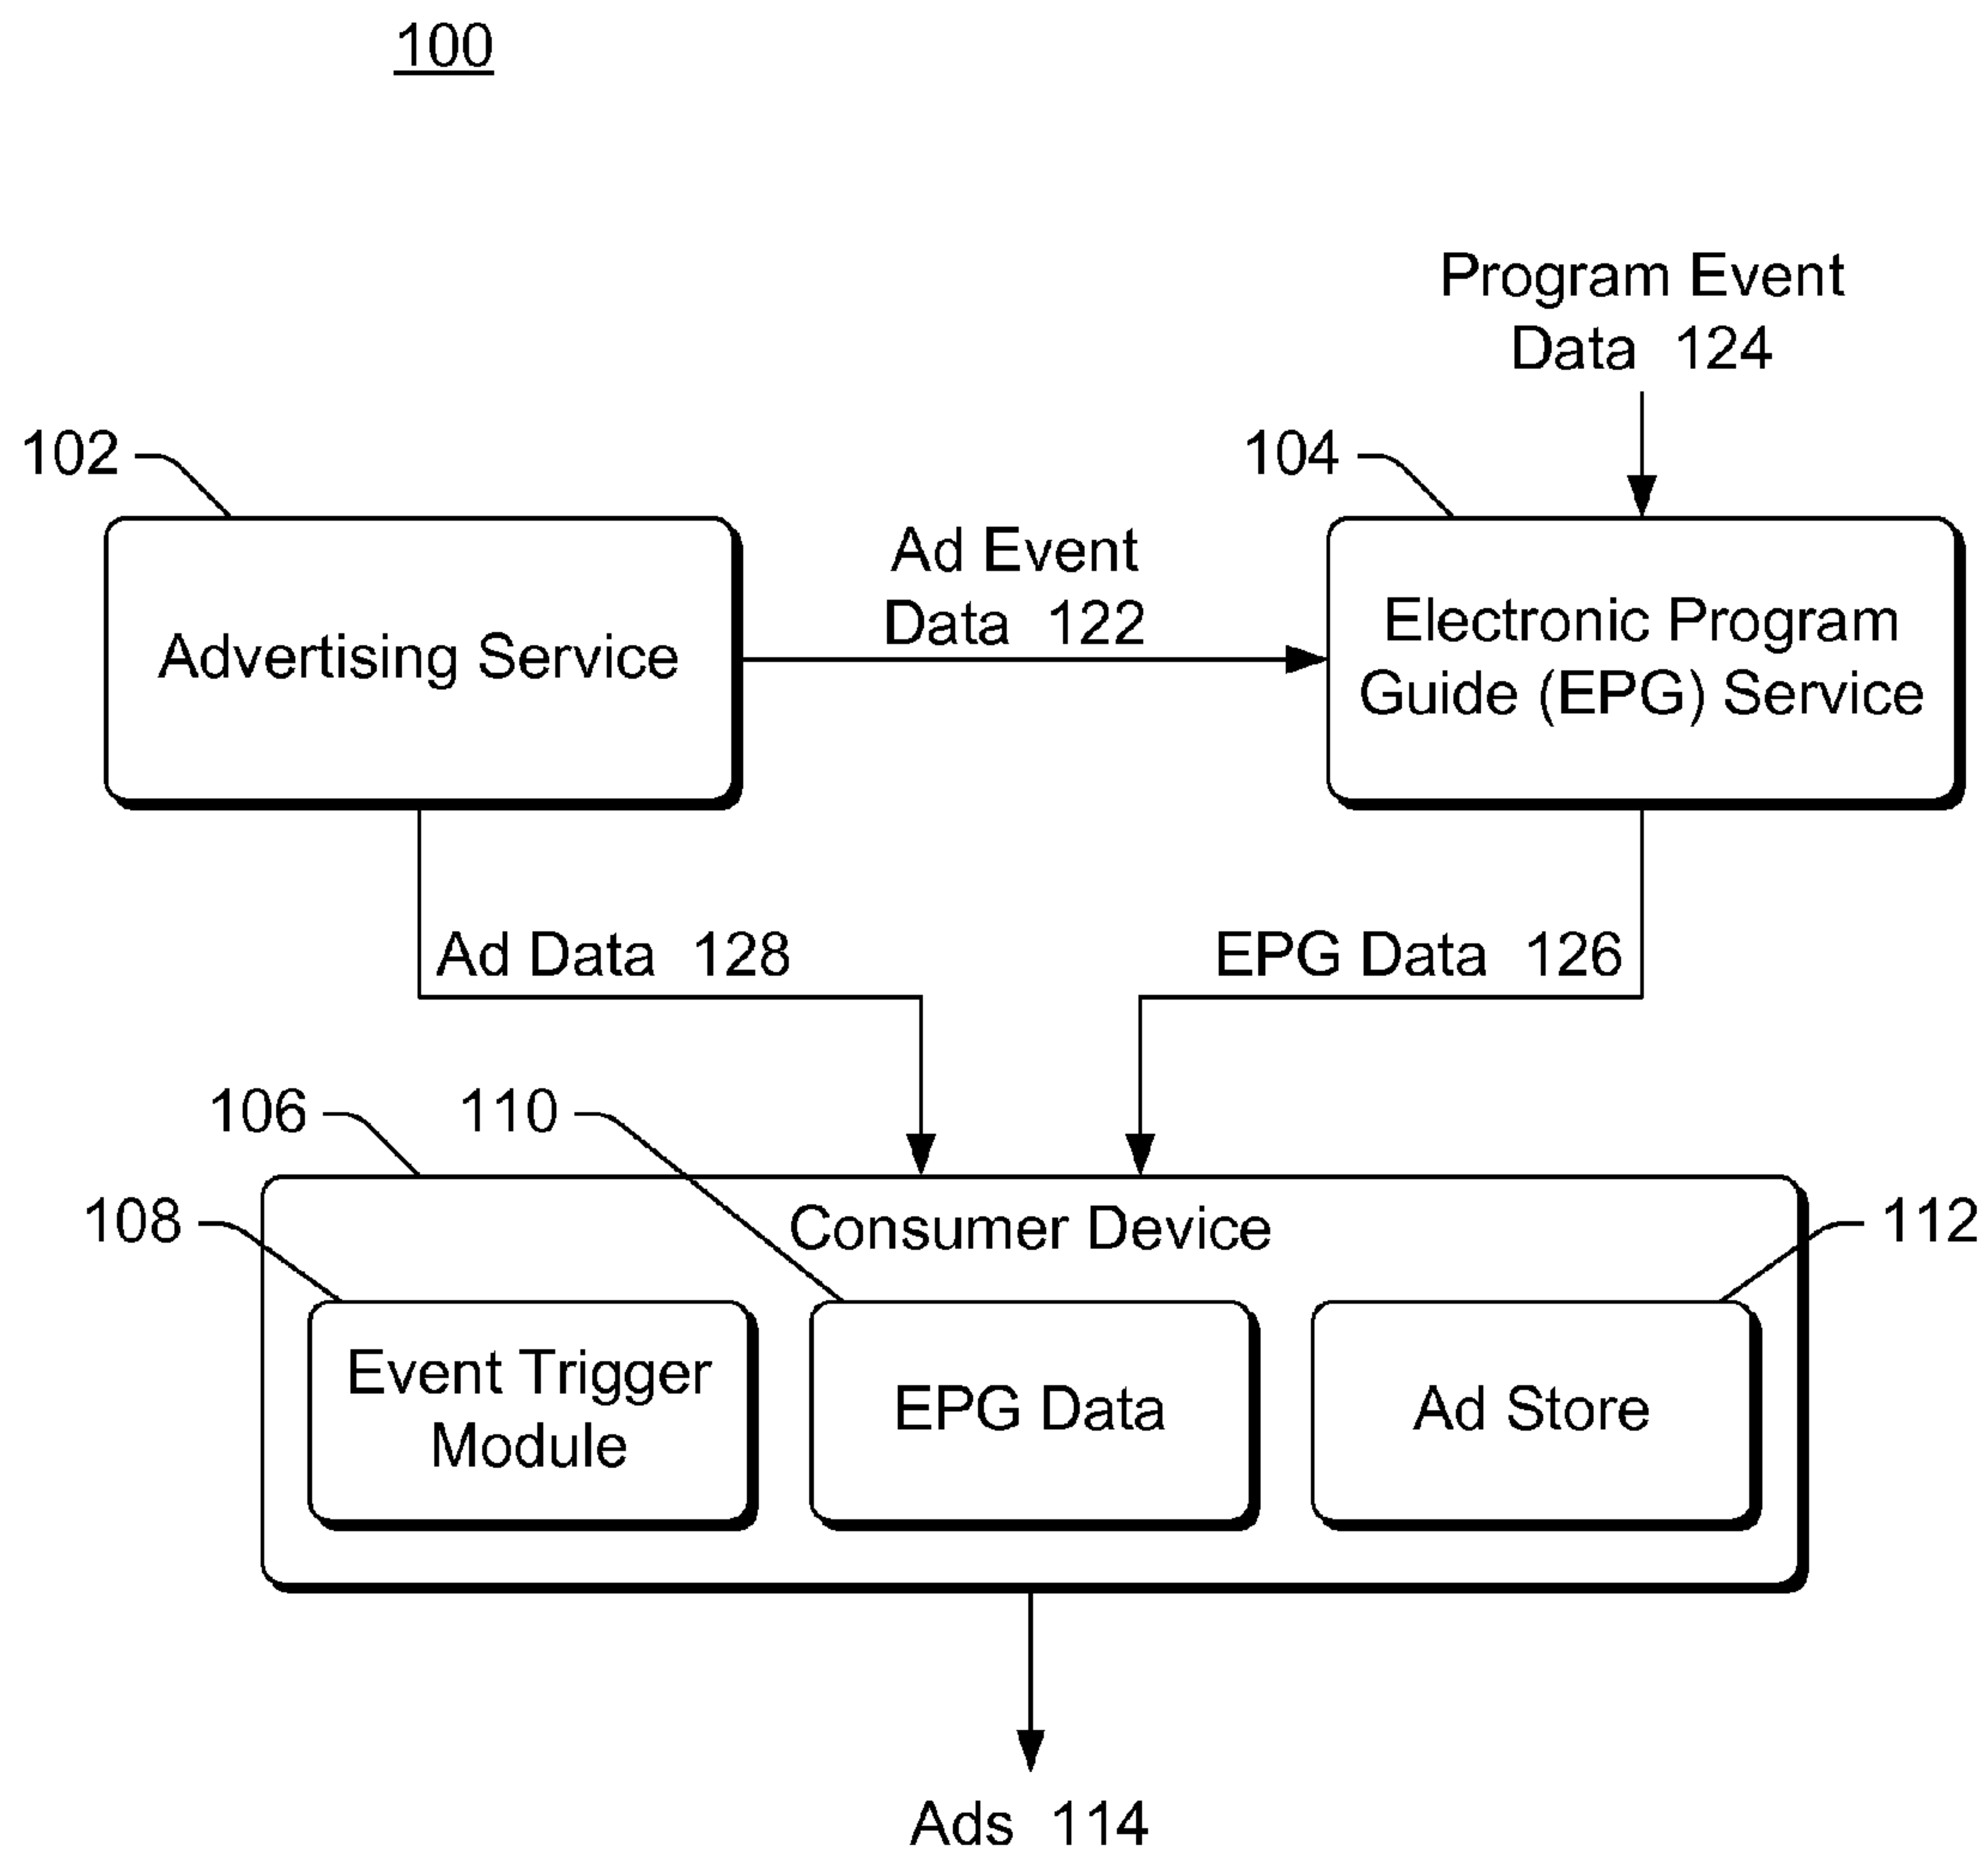 100
Program Event
Data 124
102
104
Ad Event
Data 122
Advertising Service
Electronic Program
Guide (EPG) Service
Ad Data 128
EPG Data 126
106
110
108
Consumer Device
112
Event Trigger
Module
EPG Data
Ad Store
Ads 114